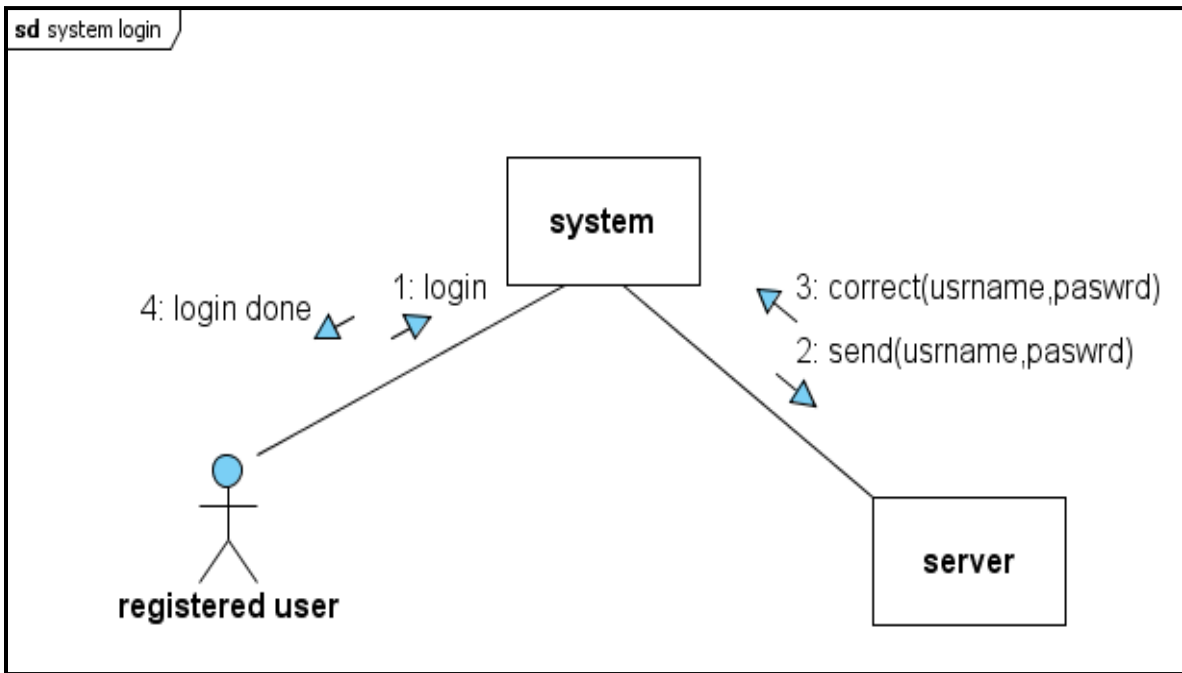 sd system login
system
4: login done
1: login
3: correct(usrname,paswrd)
2: send(usrname,paswrd)
registered user
server